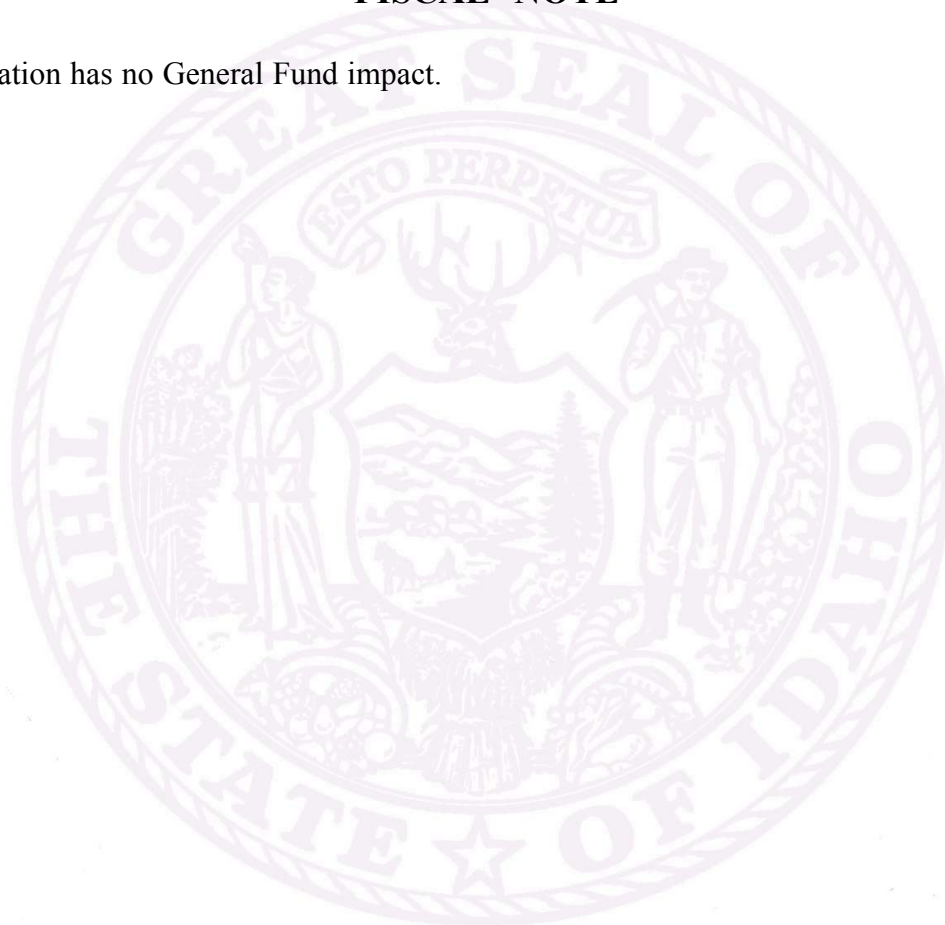 FISCAL NOTE
ation has no General Fund impact.
GREAT SEAL OF
ESTO PERPETUA
THE STATE OF IDAHO